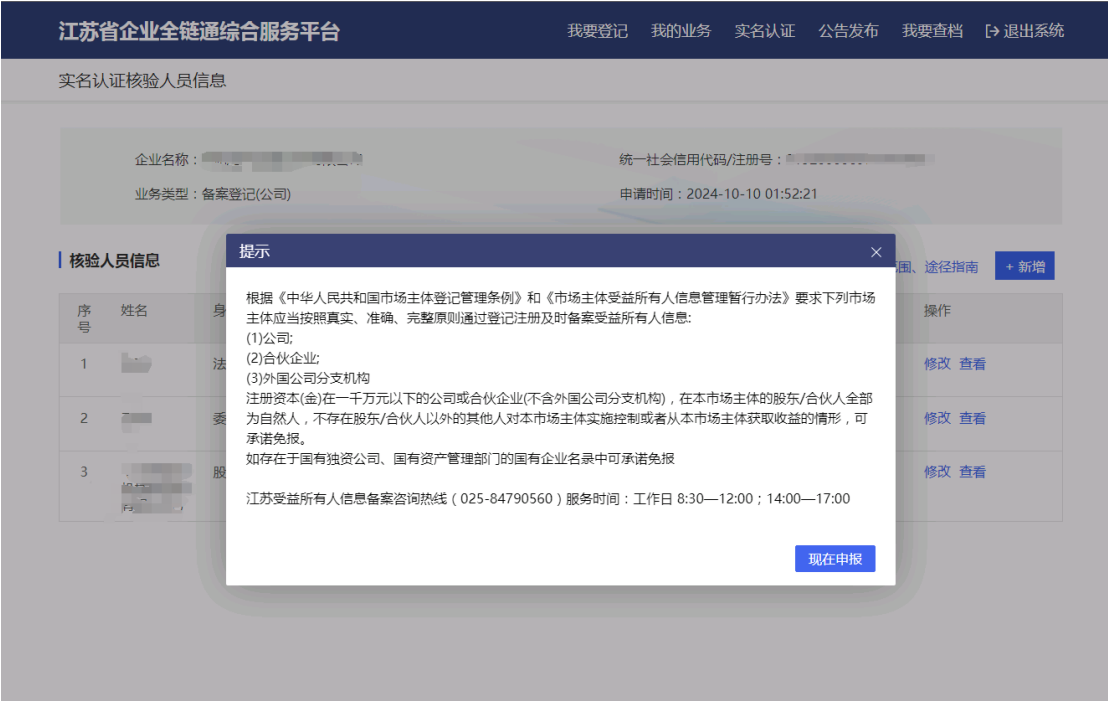 江苏省企业全链通综合服务平台
我要登记 我的业务 实名认证 公告发布 我要查档 退出系统
实名认证核验人员信息
企业名称：
统一社会信用代码/注册号：
业务类型：备案登记(公司)
申请时间：2024-10-10 01:52:21
核验人员信息
围、途径指南
+ 新增
提示
根据《中华人民共和国市场主体登记管理条例》和《市场主体受益所有人信息管理暂行办法》要求下列市场
主体应当按照真实、准确、完整原则通过登记注册及时备案受益所有人信息:
(1)公司;
(2)合伙企业;
(3)外国公司分支机构
注册资本(金)在一千万元以下的公司或合伙企业(不含外国公司分支机构)，在本市场主体的股东/合伙人全部
为自然人，不存在股东/合伙人以外的其他人对本市场主体实施控制或者从本市场主体获取收益的情形，可
承诺免报。
如存在于国有独资公司、国有资产管理部门的国有企业名录中可承诺免报
江苏受益所有人信息备案咨询热线（025-84790560）服务时间：工作日 8:30—12:00；14:00—17:00
现在申报
序号 姓名 身 操作
1 法 修改 查看
2 委 修改 查看
3 股 修改 查看